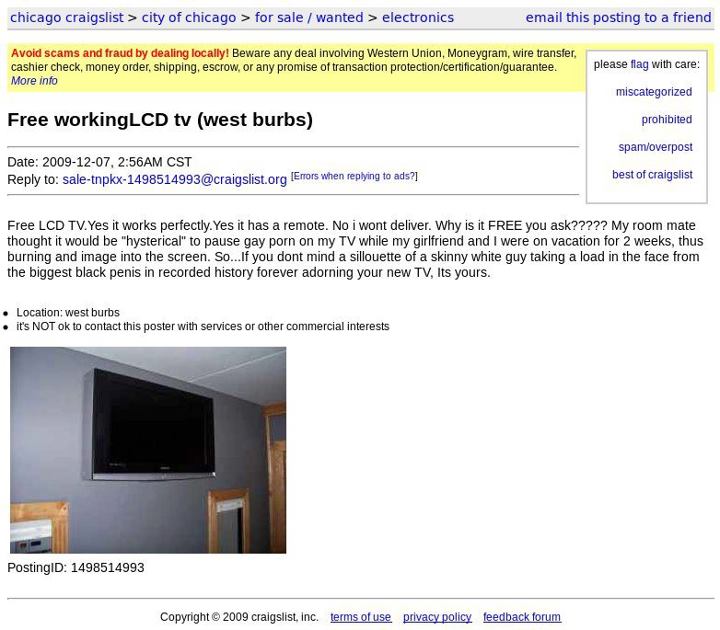 chicago craigslist > city of chicago > for sale / wanted > electronics
email this posting to a friend
Avoid scams and fraud by dealing locally! Beware any deal involving Western Union, Moneygram, wire transfer,
cashier check, money order, shipping, escrow, or any promise of transaction protection/certification/guarantee.
More info
please flag with care:
miscategorized
prohibited
spam/overpost
best of craigslist
Free workingLCD tv (west burbs)
Date: 2009-12-07, 2:56AM CST
Reply to: sale-tnpkx-1498514993@craigslist.org [Errors when replying to ads?]
Free LCD TV.Yes it works perfectly.Yes it has a remote. No i wont deliver. Why is it FREE you ask????? My room mate
thought it would be "hysterical" to pause gay porn on my TV while my girlfriend and I were on vacation for 2 weeks, thus
burning and image into the screen. So...If you dont mind a sillouette of a skinny white guy taking a load in the face from
the biggest black penis in recorded history forever adorning your new TV, Its yours.
Location: west burbs
it's NOT ok to contact this poster with services or other commercial interests
PostingID: 1498514993
Copyright © 2009 craigslist, inc. terms of use privacy policy feedback forum